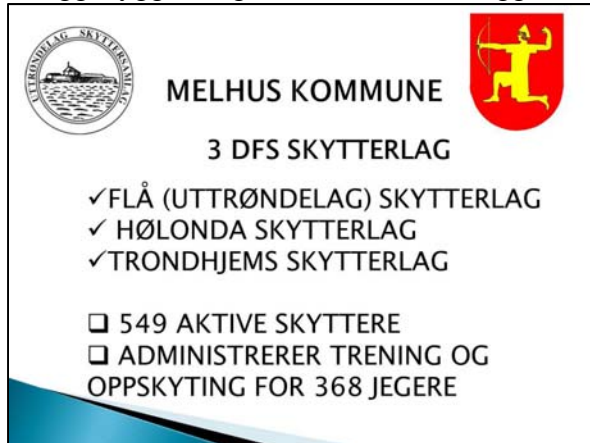 UTTRØNDELAG SKYTTERSAMLAG
MELHUS KOMMUNE
3 DFS SKYTTERLAG
✓FLÅ (UTTRØNDELAG) SKYTTERLAG
✓ HØLONDA SKYTTERLAG
✓TRONDHJEMS SKYTTERLAG
❑ 549 AKTIVE SKYTTERE
❑ ADMINISTRERER TRENING OG
OPPSKYTING FOR 368 JEGERE